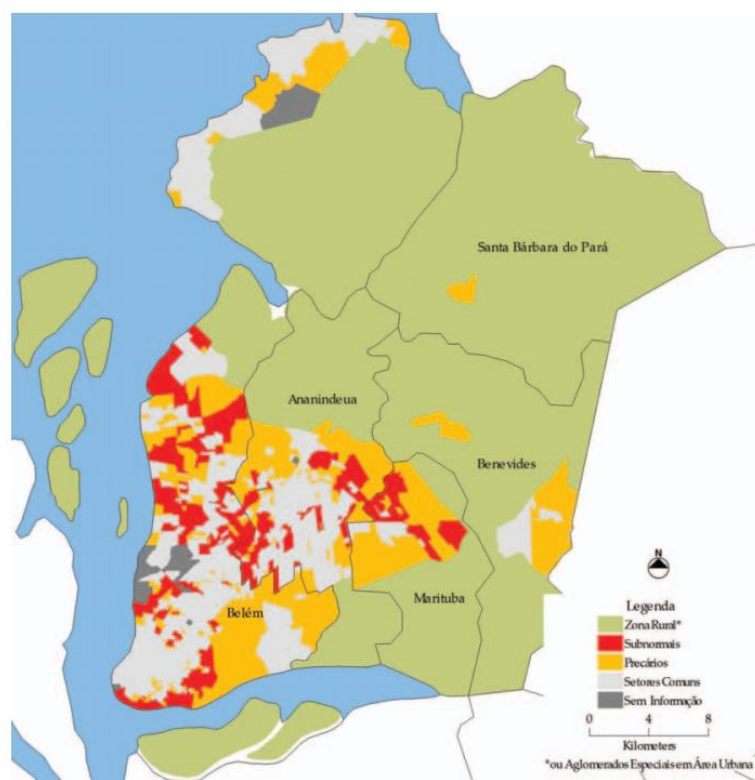 Santa Bárbara do Pará
Ananindeua
Benevides
Marituba
Belém
N
Legenda
Zona Rural*
Subnormais
Precários
Setores Comuns
Sem Informação
0 4 8
Kilometers
*ou Aglomerados Especiais em Área Urbana